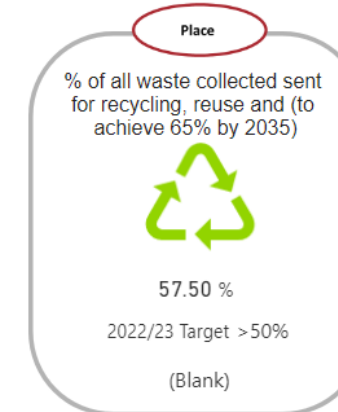 Place
% of all waste collected sent
for recycling, reuse and (to
achieve 65% by 2035)
57.50 %
2022/23 Target >50%
(Blank)